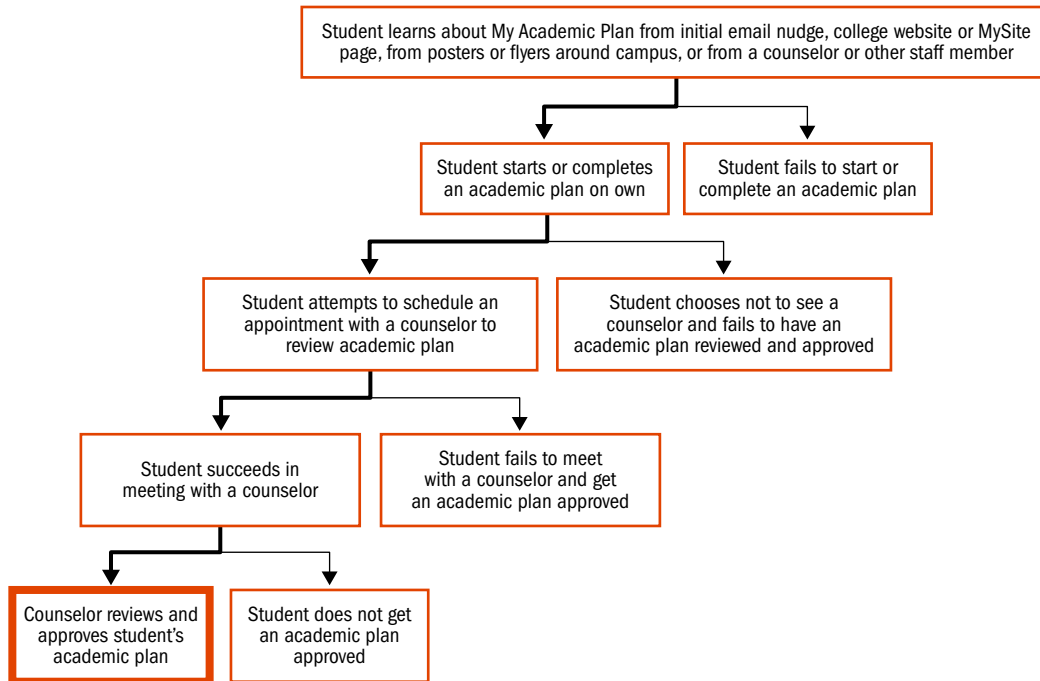 Student learns about My Academic Plan from initial email nudge, college website or MySite
page, from posters or flyers around campus, or from a counselor or other staff member
Student starts or completes
an academic plan on own
Student fails to start or
complete an academic plan
Student attempts to schedule an
appointment with a counselor to
review academic plan
Student chooses not to see a
counselor and fails to have an
academic plan reviewed and approved
Student succeeds in
meeting with a counselor
Student fails to meet
with a counselor and get
an academic plan approved
Counselor reviews and
approves student’s
academic plan
Student does not get
an academic plan
approved